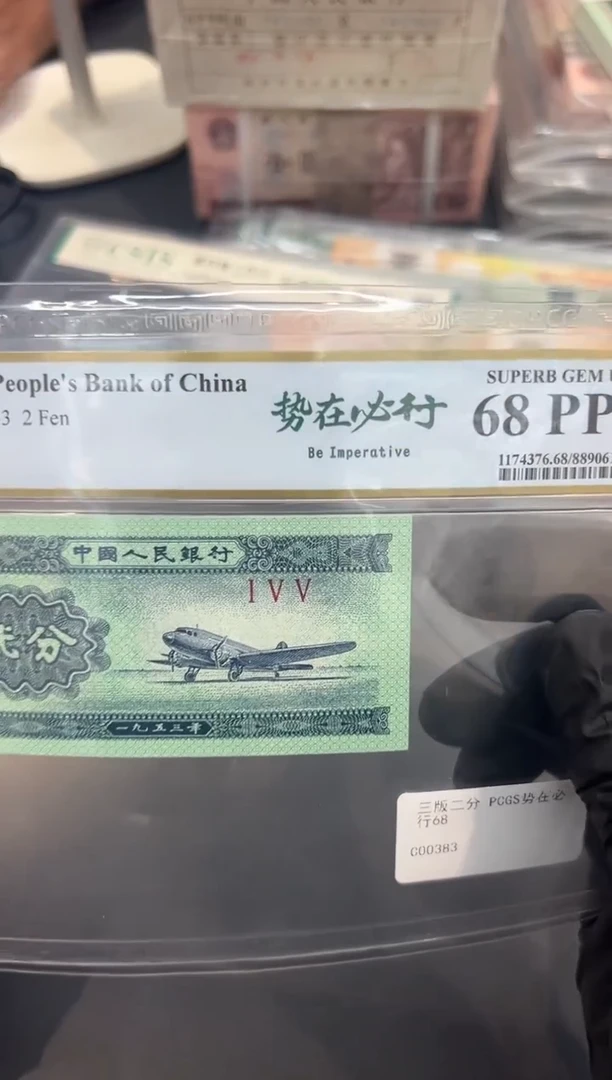 People's Bank of China
3 2 Fen
势在必行
Be Imperative
SUPERB GEM U
68 PP
1174376.68/88906
中國人民銀行
I V V
分
一九五三年
三版二分 PCGS势在必
行68
C00383